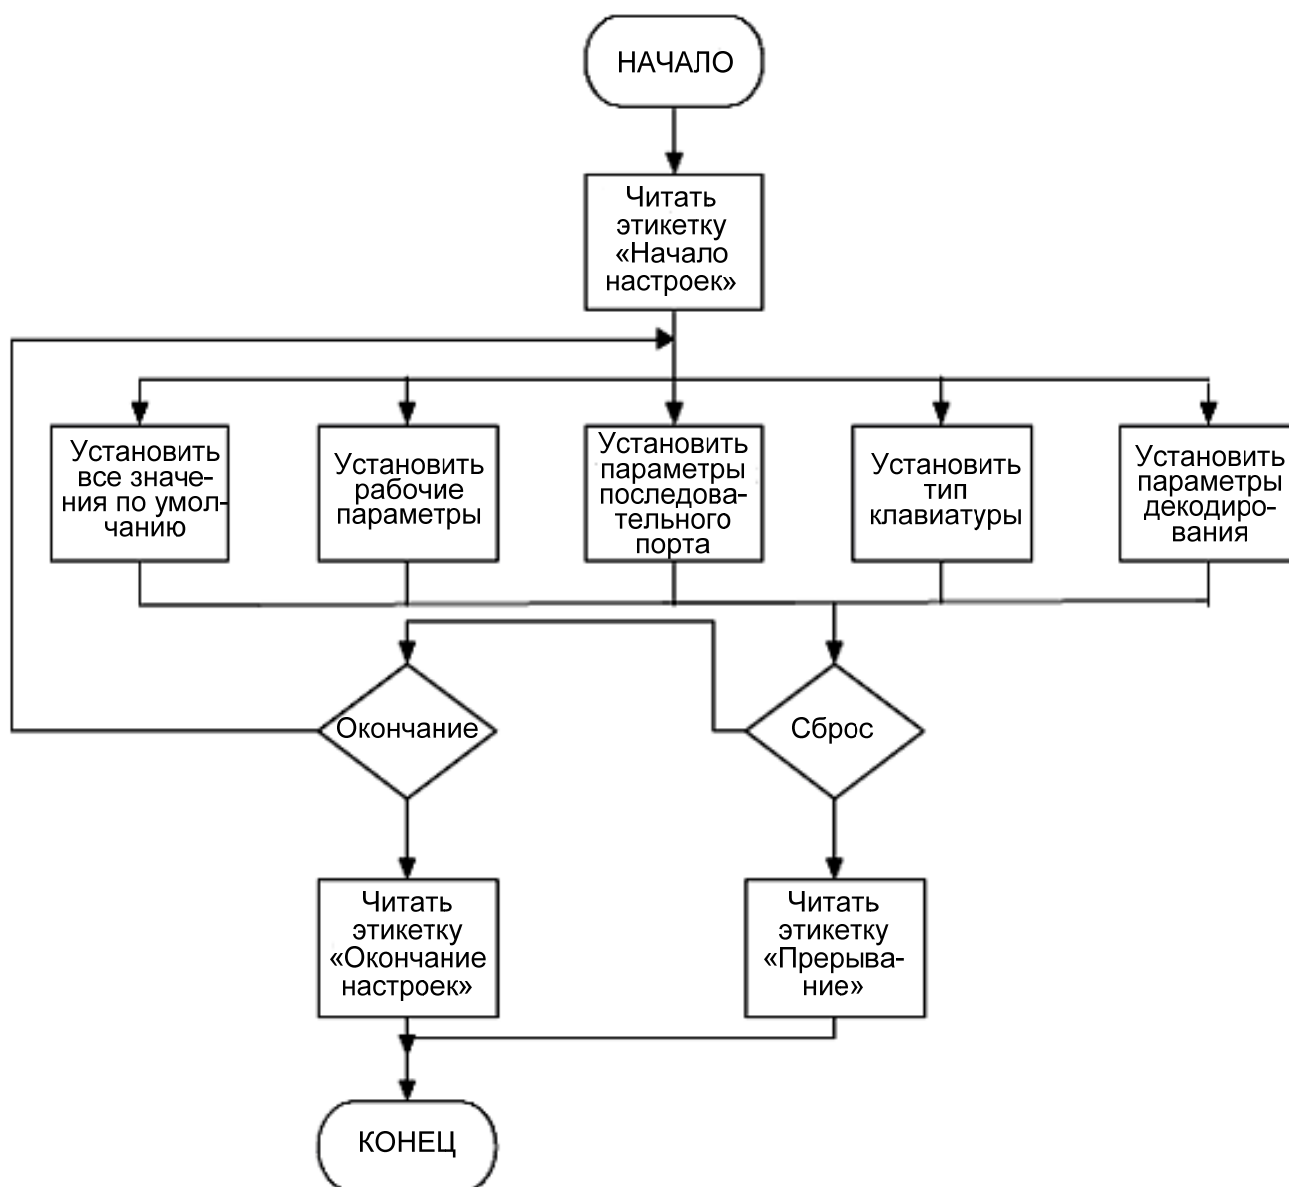 НАЧАЛО
Читать
этикетку
«Начало
настроек»
Установить
все значе-
ния по умол-
чанию
Установить
рабочие
параметры
Установить
параметры
последова-
тельного
порта
Установить
тип
клавиатуры
Установить
параметры
декодиро-
вания
Окончание
Сброс
Читать
этикетку
«Окончание
настроек»
Читать
этикетку
«Прерыва-
ние»
КОНЕЦ